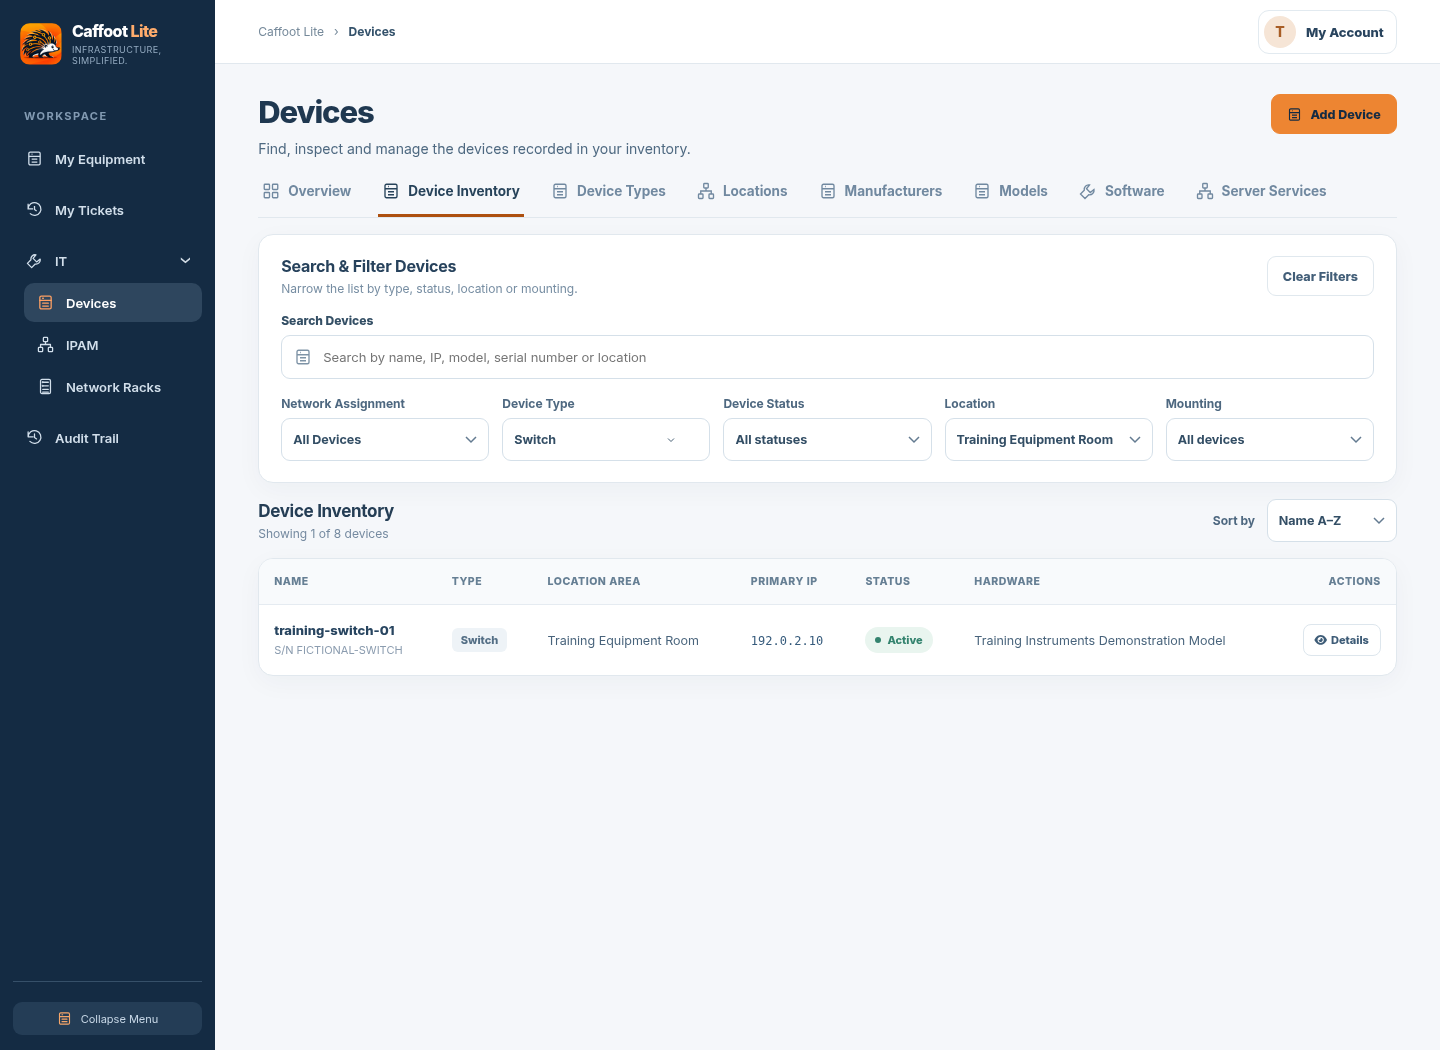 Caffoot Lite
INFRASTRUCTURE,
SIMPLIFIED.
WORKSPACE
My Equipment
My Tickets
IT
Devices
IPAM
Network Racks
Audit Trail
Collapse Menu
Caffoot Lite › Devices
T My Account
Devices
Add Device
Find, inspect and manage the devices recorded in your inventory.
Overview Device Inventory Device Types Locations Manufacturers Models Software Server Services
Search & Filter Devices
Narrow the list by type, status, location or mounting.
Clear Filters
Search Devices
Search by name, IP, model, serial number or location
Network Assignment Device Type Device Status Location Mounting
All Devices Switch All statuses Training Equipment Room All devices
Device Inventory
Showing 1 of 8 devices
Sort by Name A–Z
NAME TYPE LOCATION AREA PRIMARY IP STATUS HARDWARE ACTIONS
training-switch-01
S/N FICTIONAL-SWITCH
Switch Training Equipment Room 192.0.2.10 Active Training Instruments Demonstration Model Details